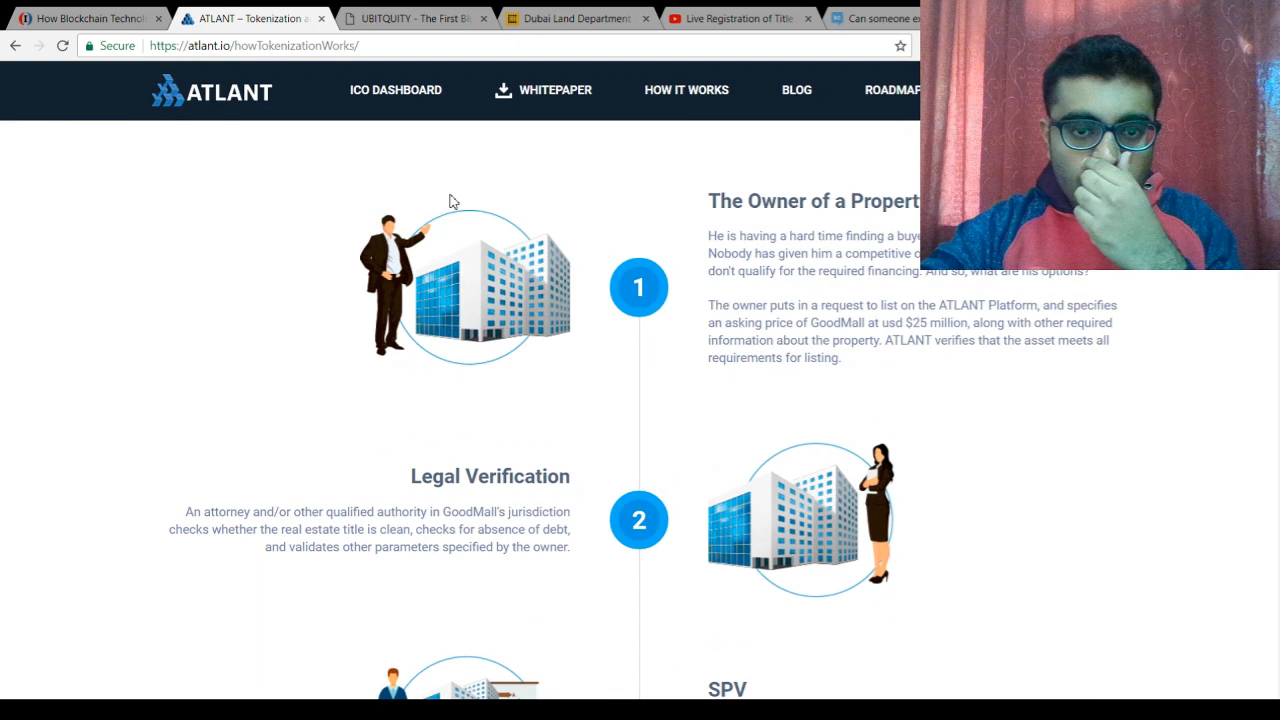 How Blockchain Technol
ATLANT – Tokenization a
UBITQUITY - The First Bl
Dubai Land Department
Live Registration of Title
Can someone ex
Secure
https://atlant.io/howTokenizationWorks/
ATLANT
ICO DASHBOARD
WHITEPAPER
HOW IT WORKS
BLOG
ROADMAP
The Owner of a Property
He is having a hard time finding a buye
Nobody has given him a competitive o
don't qualify for the required financing. And so, what are his options?
The owner puts in a request to list on the ATLANT Platform, and specifies
an asking price of GoodMall at usd $25 million, along with other required
information about the property. ATLANT verifies that the asset meets all
requirements for listing.
1
Legal Verification
An attorney and/or other qualified authority in GoodMall's jurisdiction
checks whether the real estate title is clean, checks for absence of debt,
and validates other parameters specified by the owner.
2
SPV